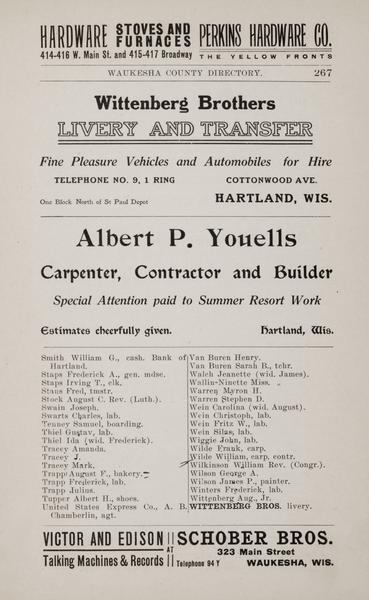 HARDWARE STOVES AND FURNACES PERKINS HARDWARE CO.
414-416 W. Main St. and 415-417 Broadway THE YELLOW FRONTS
WAUKESHA COUNTY DIRECTORY. 267
Wittenberg Brothers
LIVERY AND TRANSFER
Fine Pleasure Vehicles and Automobiles for Hire
TELEPHONE NO. 9, 1 RING COTTONWOOD AVE.
One Block North of St Paul Depot HARTLAND, WIS.
Albert P. Youells
Carpenter, Contractor and Builder
Special Attention paid to Summer Resort Work
Estimates cheerfully given. Hartland, Wis.
Smith William G., cash. Bank of
Hartland.
Staps Frederick A., gen. mdse.
Staps Irving T., clk.
Staus Fred, tmstr.
Stock August C. Rev. (Luth.).
Swain Joseph.
Swarts Charles, lab.
Tenney Samuel, boarding.
Thiel Gustav, lab.
Thiel Ida (wid. Frederick).
Tracey Amanda.
Tracey J.
Tracey Mark.
Trapp August F., bakery.
Trapp Frederick, lab.
Trapp Julius.
Tupper Albert H., shoes.
United States Express Co., A. B.
Chamberlin, agt.
Van Buren Henry.
Van Buren Sarah B., tchr.
Walch Jeanette (wid. James).
Wallin-Ninette Miss.
Warren Myron H.
Warren Stephen D.
Wein Carolina (wid. August).
Wein Christoph, lab.
Wein Fritz W., lab.
Wein Silas, lab.
Wiggie John, lab.
Wilde Frank, carp.
Wilde William, carp. contr.
Wilkinson William Rev. (Congr.).
Wilson George A.
Wilson James P., painter.
Winters Frederick, lab.
Wittenberg Aug., Jr.
WITTENBERG BROS. livery.
VICTOR AND EDISON
Talking Machines & Records
AT
SCHOBER BROS.
323 Main Street
Telephone 94 Y WAUKESHA, WIS.